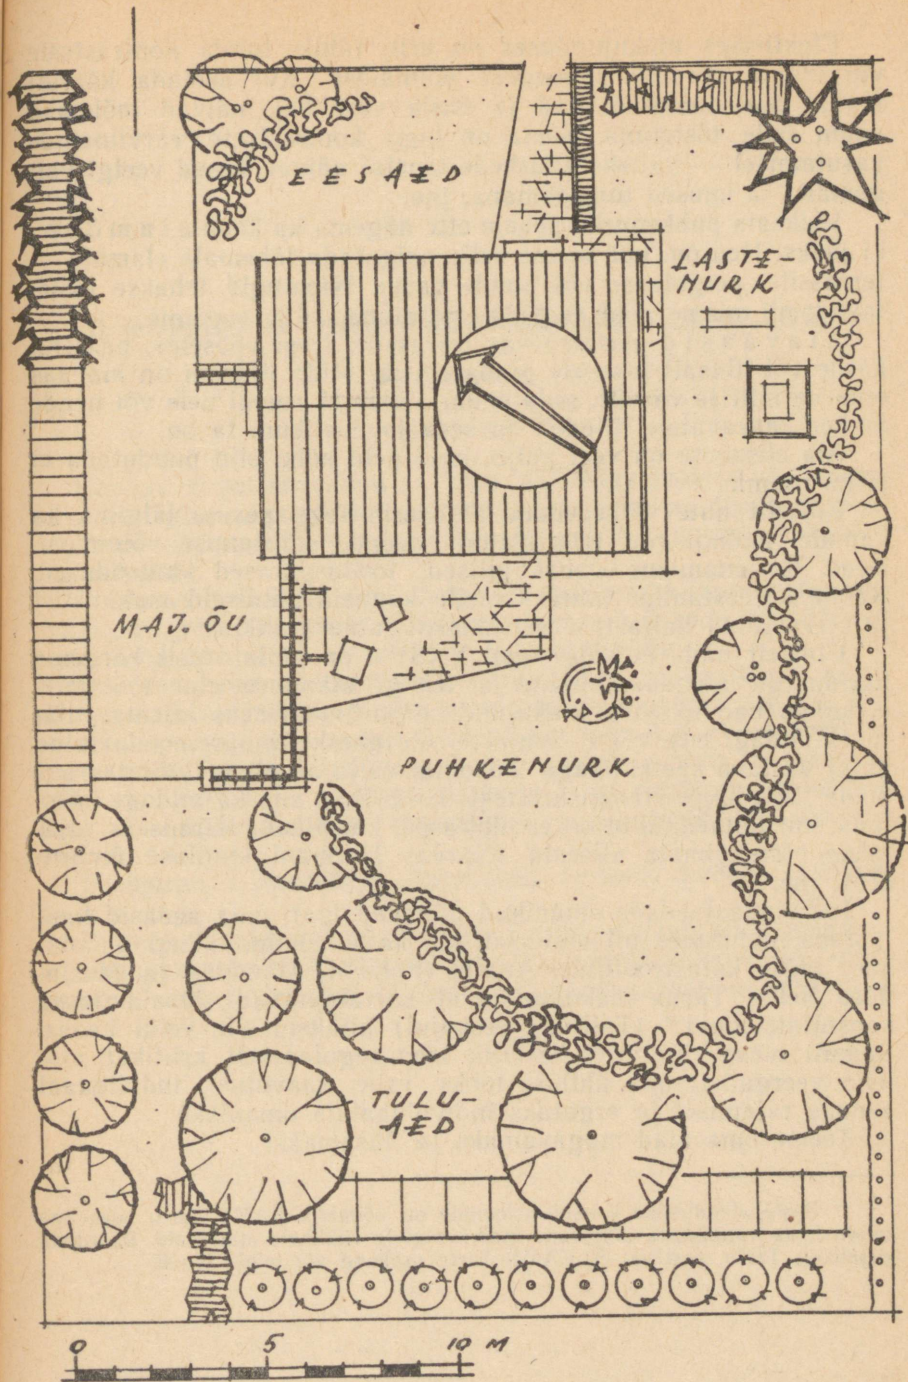 EESAED
LASTE-
NURK
MAJ. ÕU
PUHKENURK
TULU-
AED
0 5 10 M